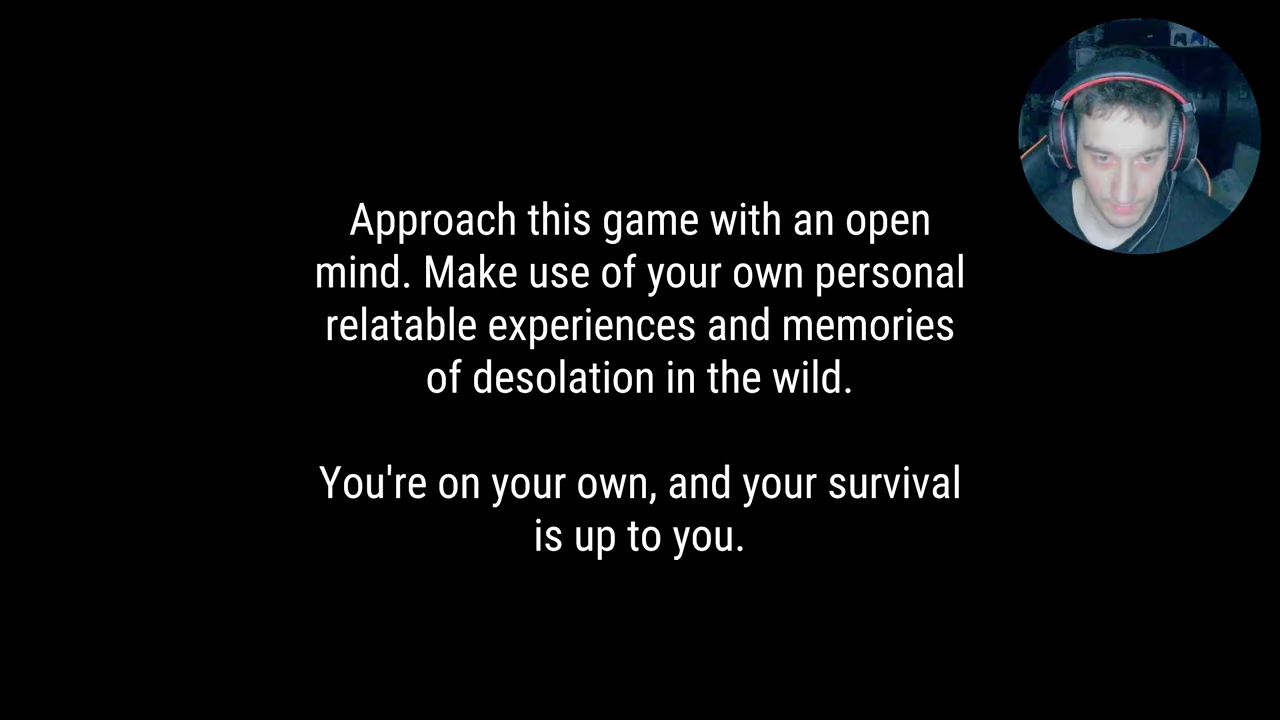 Approach this game with an open
mind. Make use of your own personal
relatable experiences and memories
of desolation in the wild.
You're on your own, and your survival
is up to you.